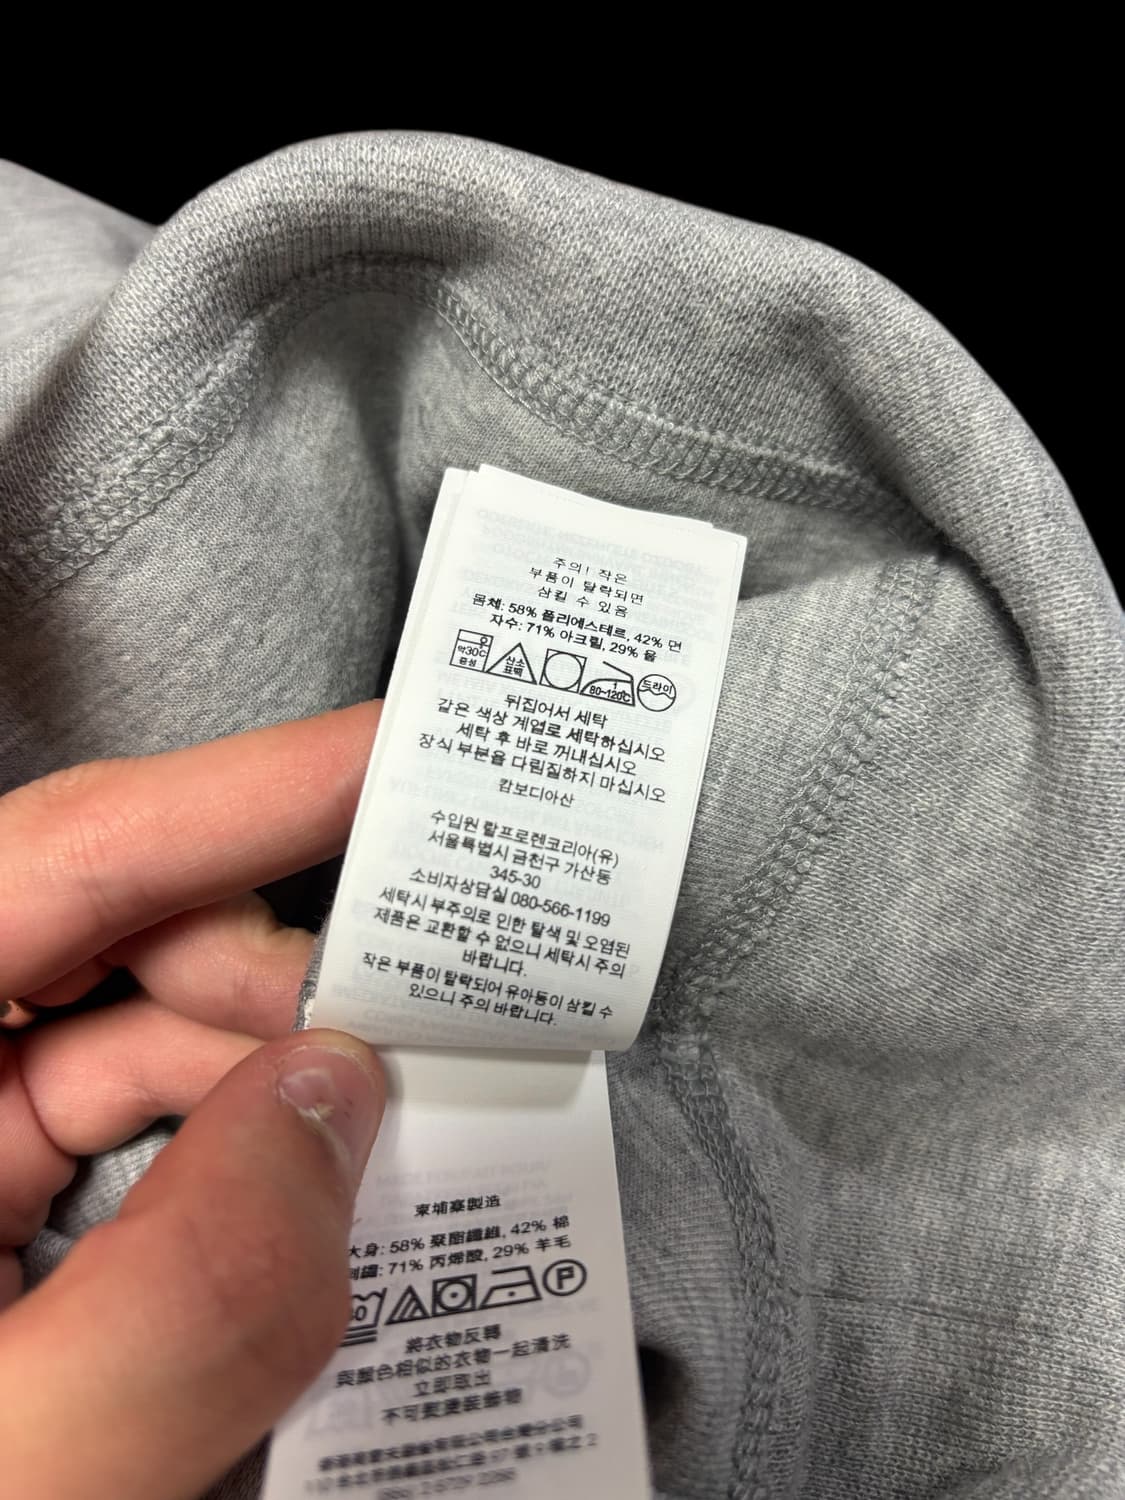 주의! 작은
부품이 탈락되면
삼킬 수 있음
몸체: 58% 폴리에스테르, 42% 면
자수: 71% 아크릴, 29% 울
약30℃
중성
산소
표백
80~120℃
드라이
뒤집어서 세탁
같은 색상 계열로 세탁하십시오
세탁 후 바로 꺼내십시오
장식 부분을 다림질하지 마십시오
캄보디아산
수입원 랄프로렌코리아(유)
서울특별시 금천구 가산동
345-30
소비자상담실 080-566-1199
세탁시 부주의로 인한 탈색 및 오염된
제품은 교환할 수 없으니 세탁시 주의
바랍니다.
작은 부품이 탈락되어 유아등이 삼킬 수
있으니 주의 바랍니다.
柬埔寨製造
大身: 58% 聚酯纖維, 42% 棉
刺繡: 71% 丙烯酸, 29% 羊毛
P
將衣物反轉
與顏色相似的衣物一起清洗
立即取出
不可熨燙裝飾物